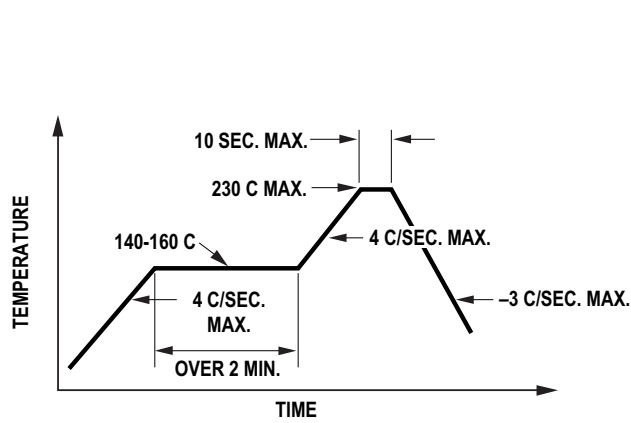 10 SEC. MAX.
230 C MAX.
140-160 C
4 C/SEC. MAX.
4 C/SEC.
MAX.
–3 C/SEC. MAX.
OVER 2 MIN.
TEMPERATURE
TIME